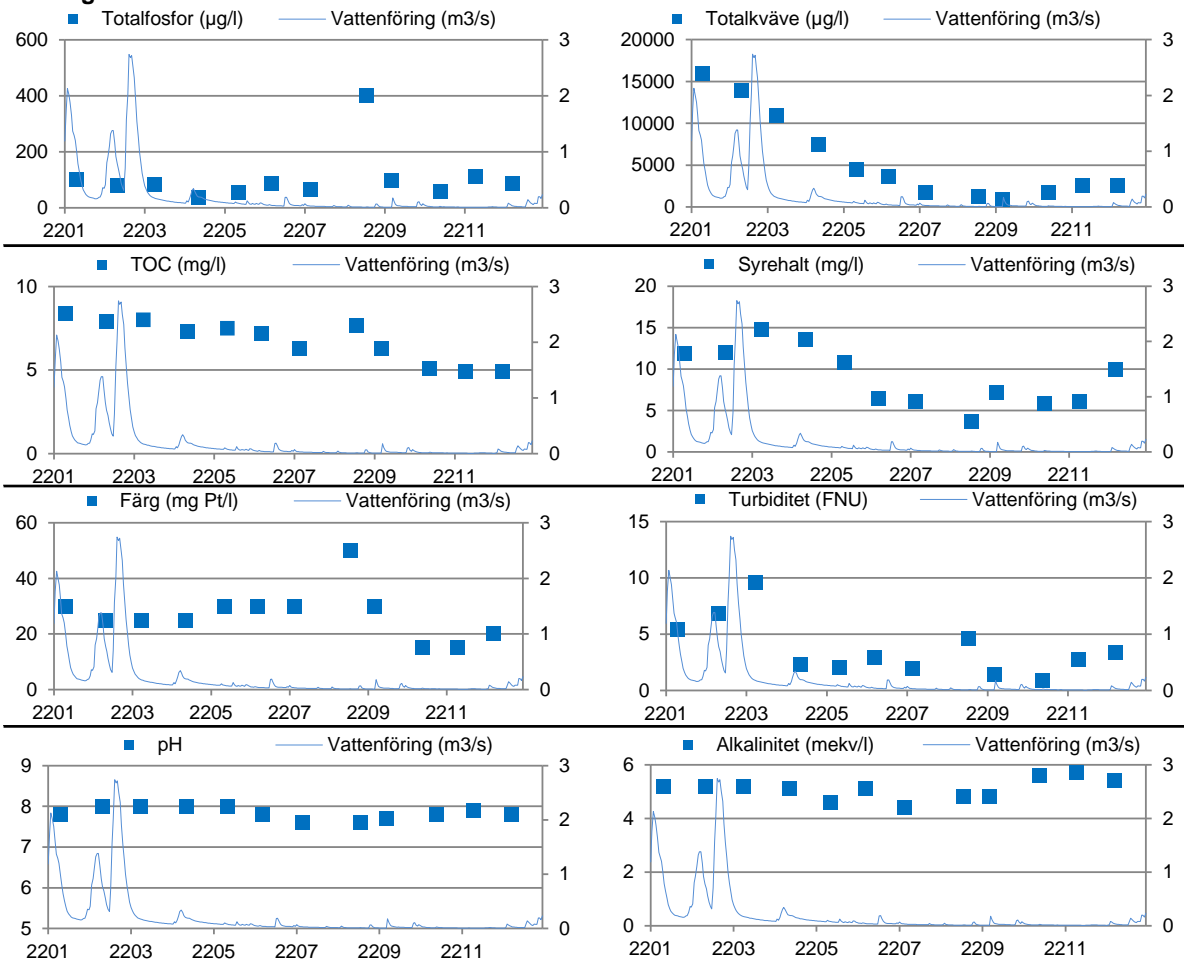 Totalfosfor (µg/l) Vattenföring (m3/s)
600 3
400 2
200 1
0 0
2201 2203 2205 2207 2209 2211
Totalkväve (µg/l) Vattenföring (m3/s)
20000 3
15000
2
10000
1
5000
0 0
2201 2203 2205 2207 2209 2211
TOC (mg/l) Vattenföring (m3/s)
10 3
2
5
1
0 0
2201 2203 2205 2207 2209 2211
Syrehalt (mg/l) Vattenföring (m3/s)
20 3
15
2
10
1
5
0 0
2201 2203 2205 2207 2209 2211
Färg (mg Pt/l) Vattenföring (m3/s)
60 3
40 2
20 1
0 0
2201 2203 2205 2207 2209 2211
Turbiditet (FNU) Vattenföring (m3/s)
15 3
10 2
5 1
0 0
2201 2203 2205 2207 2209 2211
pH Vattenföring (m3/s)
9 3
8
2
7
1
6
5 0
2201 2203 2205 2207 2209 2211
Alkalinitet (mekv/l) Vattenföring (m3/s)
6 3
4 2
2 1
0 0
2201 2203 2205 2207 2209 2211